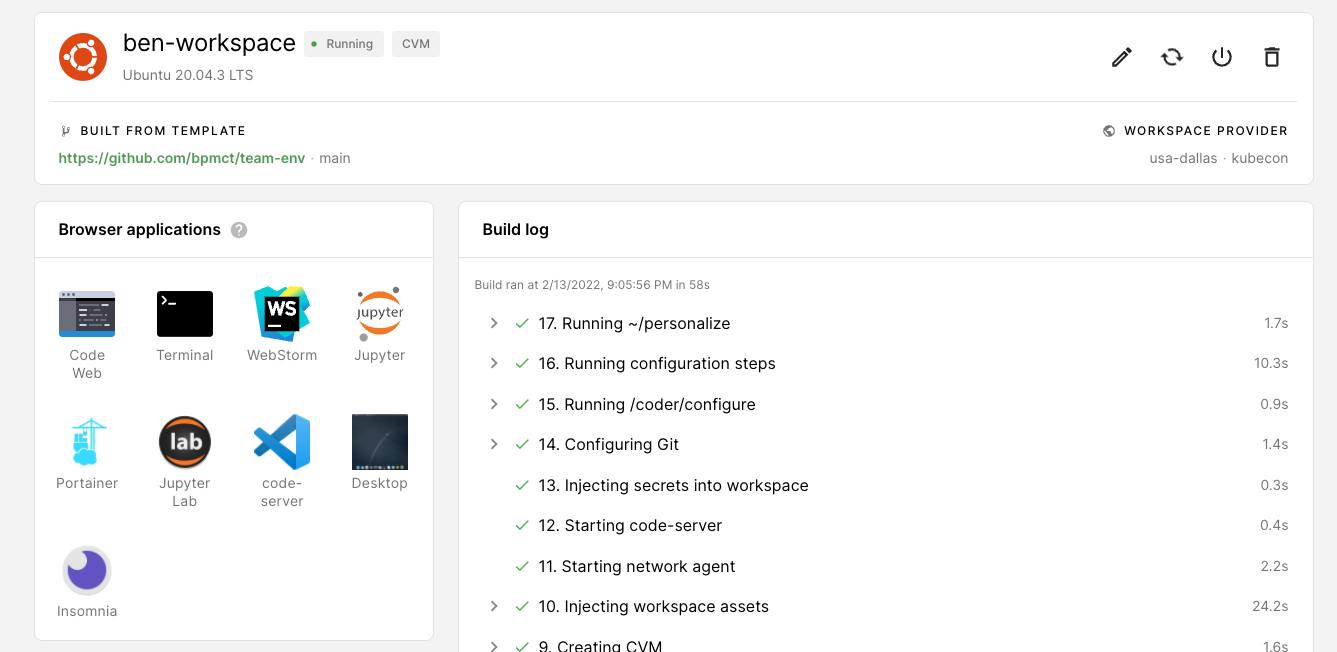 ben-workspace
Running
CVM
Ubuntu 20.04.3 LTS
BUILT FROM TEMPLATE
https://github.com/bpmct/team-env · main
WORKSPACE PROVIDER
usa-dallas · kubecon
Browser applications ?
Code
Web
>_
Terminal
WS
WebStorm
jupyter
Jupyter
Portainer
lab
Jupyter
Lab
code-
server
Desktop
Insomnia
Build log
Build ran at 2/13/2022, 9:05:56 PM in 58s
17. Running ~/personalize 1.7s
16. Running configuration steps 10.3s
15. Running /coder/configure 0.9s
14. Configuring Git 1.4s
13. Injecting secrets into workspace 0.3s
12. Starting code-server 0.4s
11. Starting network agent 2.2s
10. Injecting workspace assets 24.2s
9. Creating CVM 1.6s